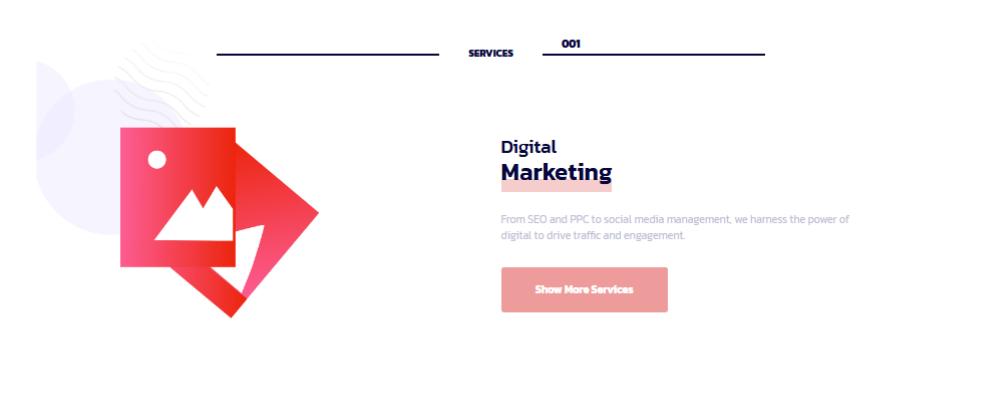 SERVICES
001
Digital
Marketing
From SEO and PPC to social media management, we harness the power of
digital to drive traffic and engagement.
Show More Services